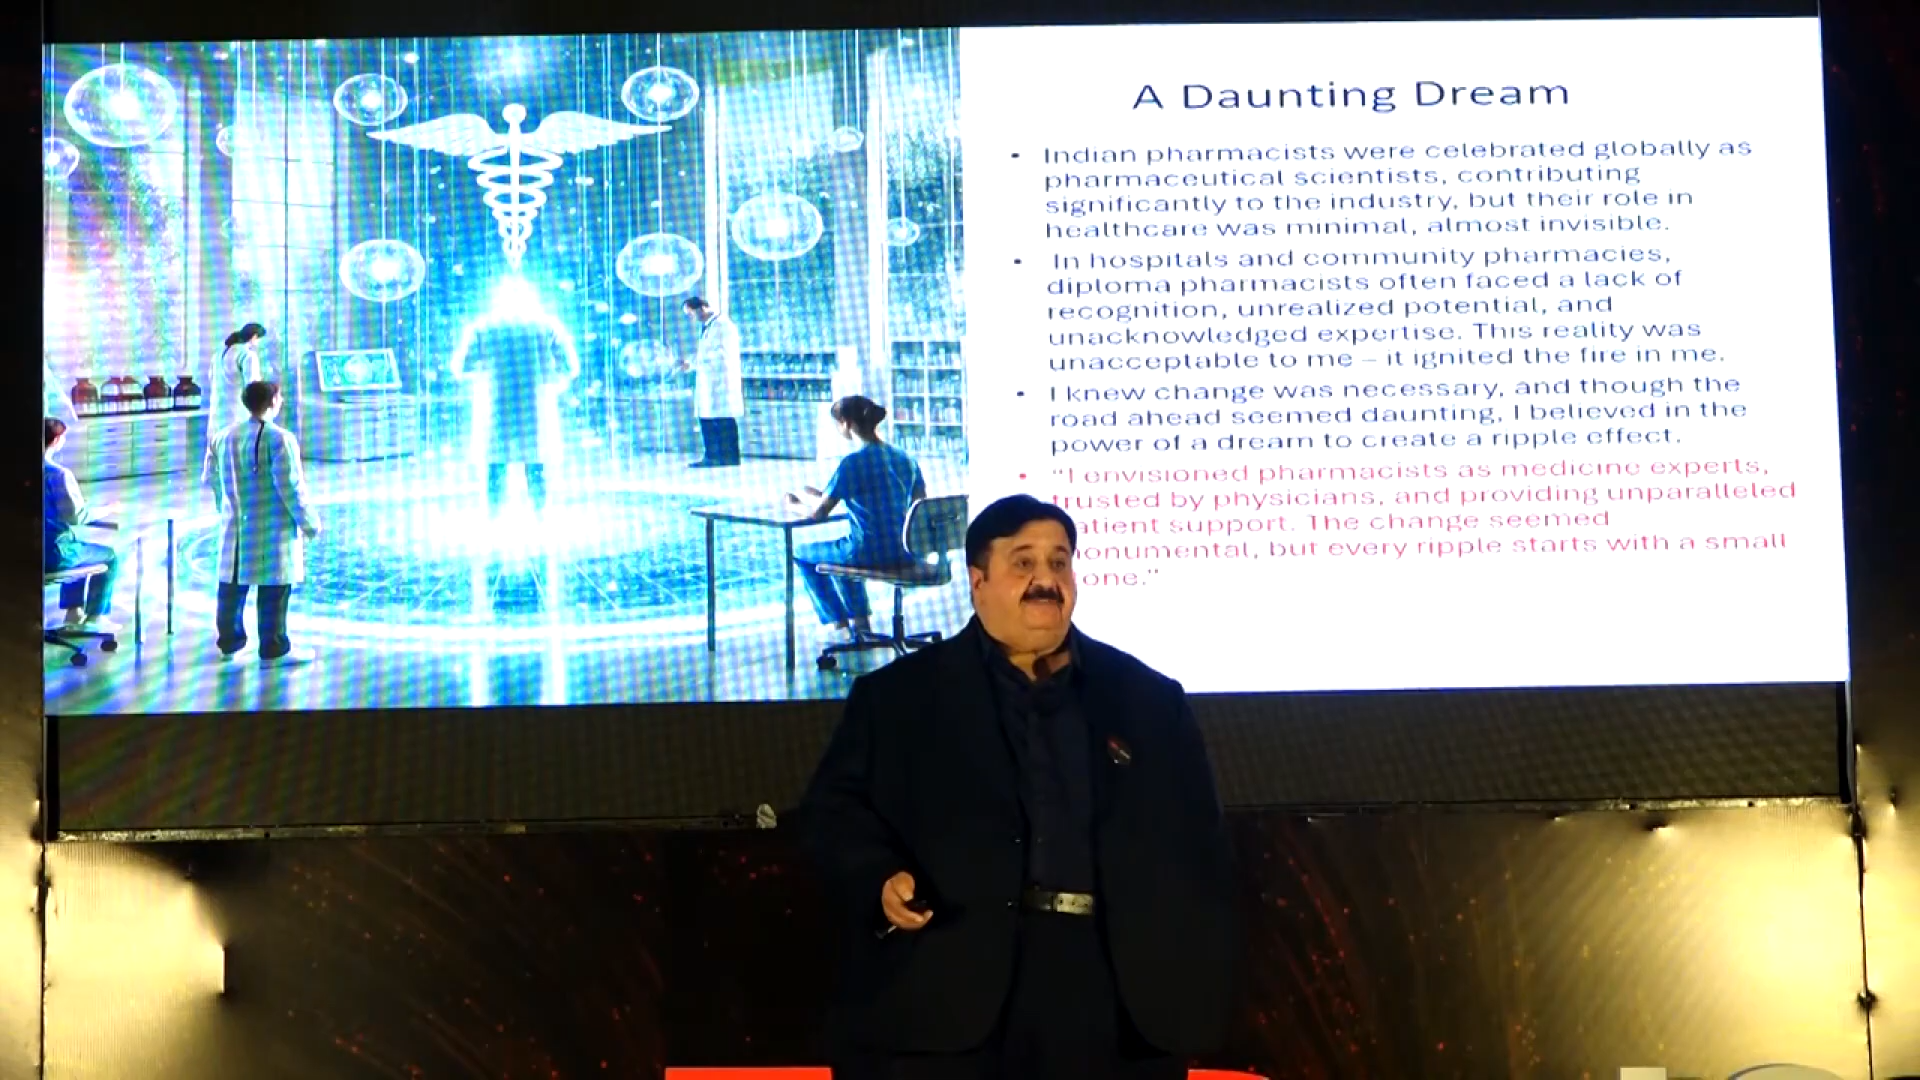 A Daunting Dream
• Indian pharmacists were celebrated globally as
pharmaceutical scientists, contributing
significantly to the industry, but their role in
healthcare was minimal, almost invisible.
• In hospitals and community pharmacies,
diploma pharmacists often faced a lack of
recognition, unrealized potential, and
unacknowledged expertise. This reality was
unacceptable to me – it ignited the fire in me.
• I knew change was necessary, and though the
road ahead seemed daunting, I believed in the
power of a dream to create a ripple effect.
• "I envisioned pharmacists as medicine experts,
trusted by physicians, and providing unparalleled
atient support. The change seemed
onumental, but every ripple starts with a small
one."